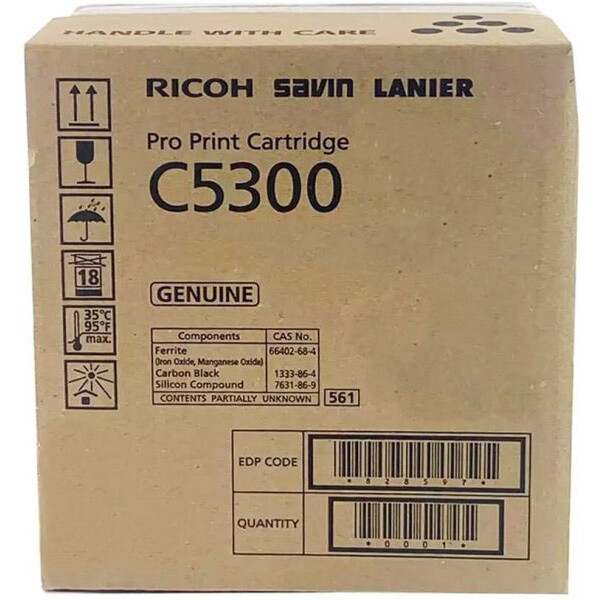 HANDLE WITH CARE
RICOH savin LANIER
Pro Print Cartridge
C5300
18
35℃
95°F
max.
GENUINE
Components CAS No.
Ferrite 66402-68-4
(Iron Oxide, Manganese Oxide)
Carbon Black 1333-86-4
Silicon Compound 7631-86-9
CONTENTS PARTIALLY UNKNOWN 561
EDP CODE
*828597*
QUANTITY
*0001*